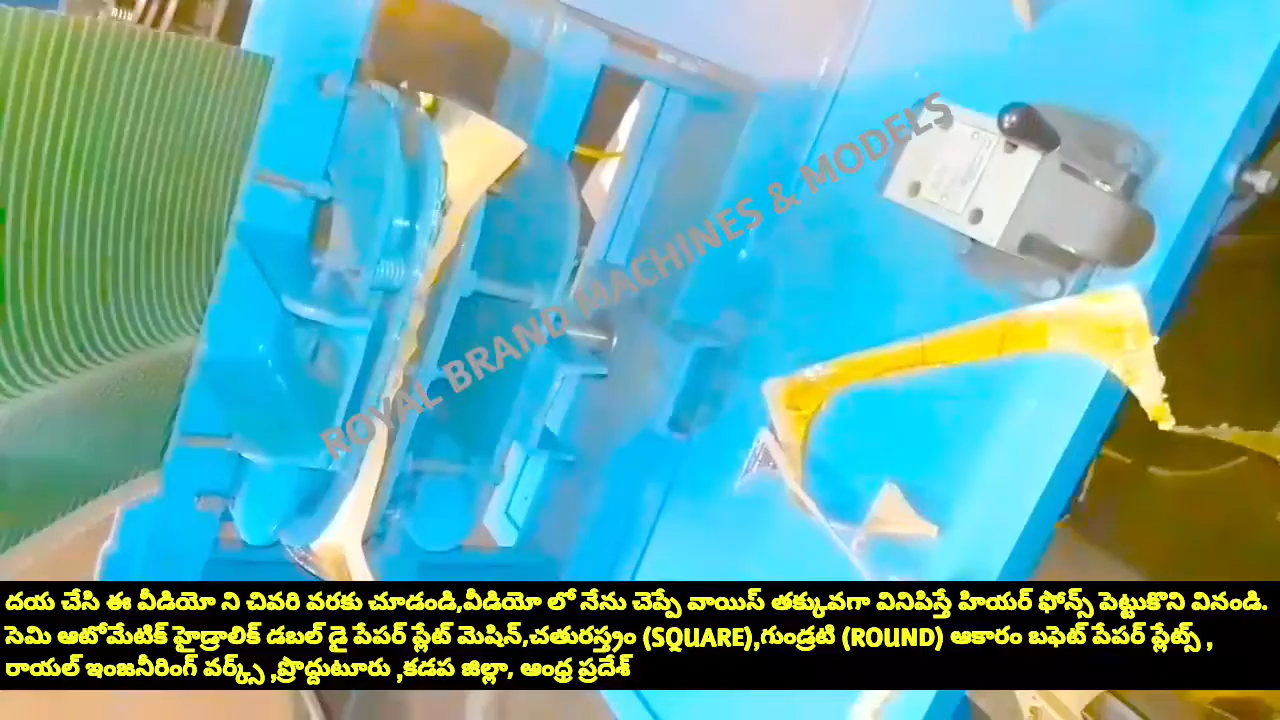 ROYAL BRAND MACHINES & MODELS
దయ చేసి ఈ వీడియో ని చివరి వరకు చూడండి,వీడియో లో నేను చెప్పే వాయిస్ తక్కువగా వినిపిస్తే హియర్ ఫోన్స్ పెట్టుకొని వినండి.
సెమి ఆటోమేటిక్ హైడ్రాలిక్ డబల్ డై పేపర్ ప్లేట్ మెషిన్,చతురస్త్రం (SQUARE),గుండ్రటి (ROUND) ఆకారం బఫెట్ పేపర్ ప్లేట్స్ ,
రాయల్ ఇంజనీరింగ్ వర్క్స్ ,ప్రొద్దుటూరు ,కడప జిల్లా, ఆంధ్ర ప్రదేశ్